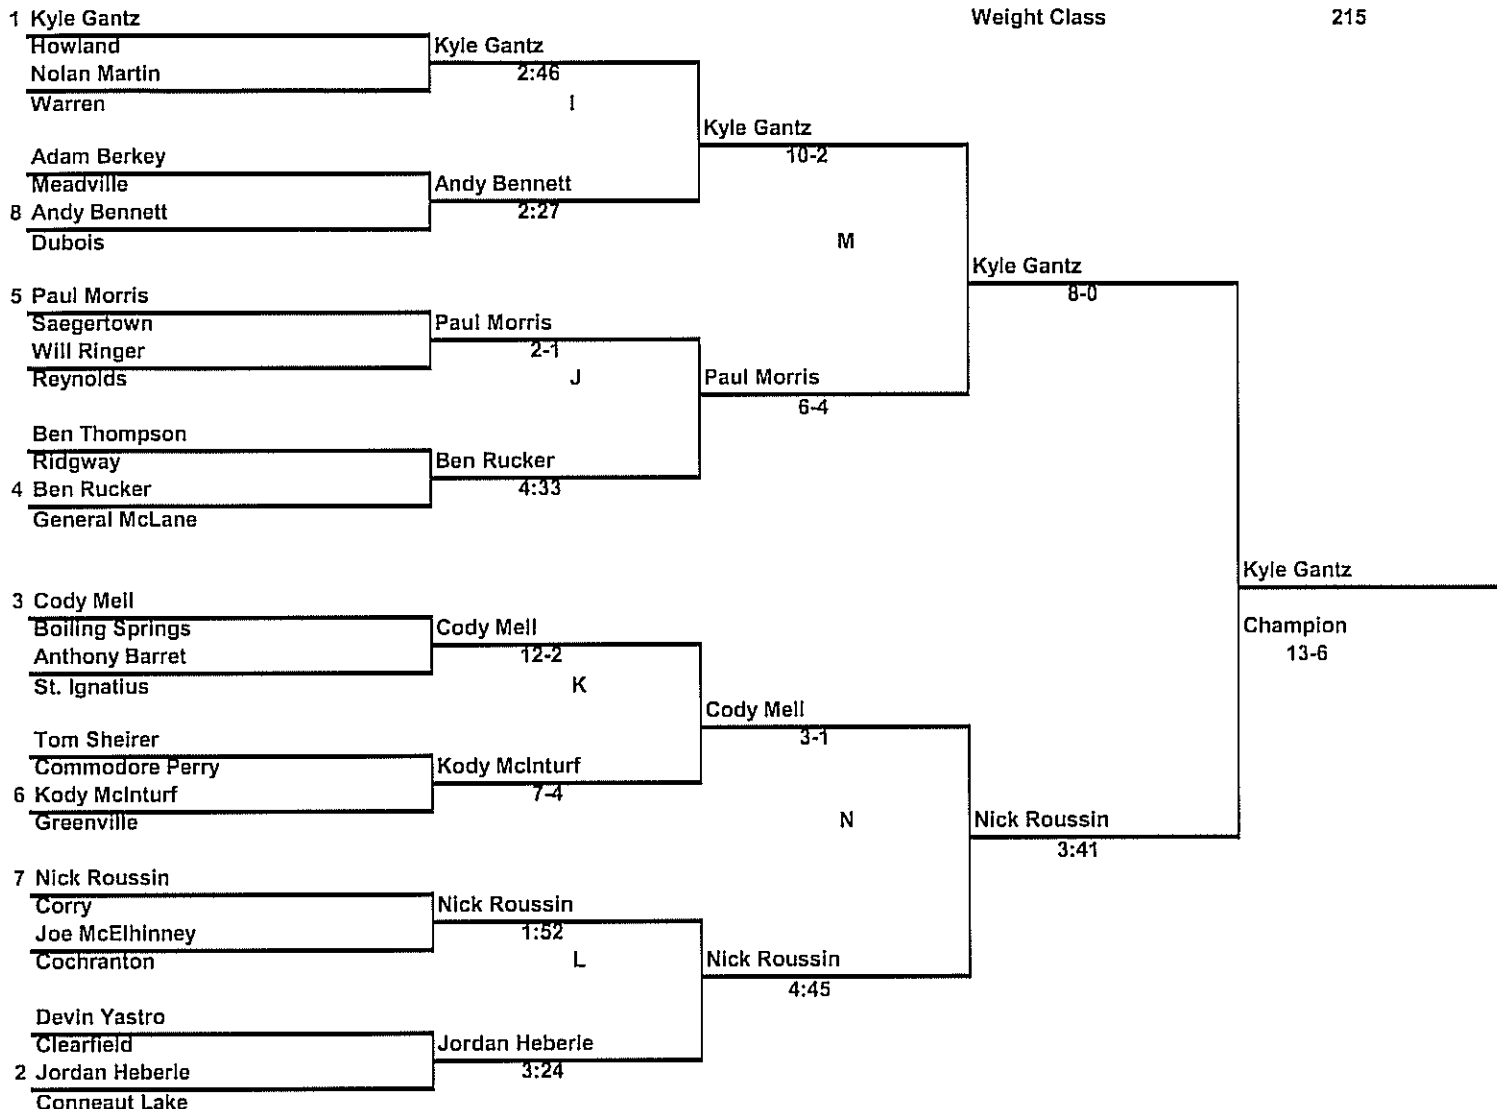 Weight Class 215
1 Kyle Gantz
Howland
Nolan Martin
Warren
Adam Berkey
Meadville
8 Andy Bennett
Dubois
5 Paul Morris
Saegertown
Will Ringer
Reynolds
Ben Thompson
Ridgway
4 Ben Rucker
General McLane
3 Cody Mell
Boiling Springs
Anthony Barret
St. Ignatius
Tom Sheirer
Commodore Perry
6 Kody McInturf
Greenville
7 Nick Roussin
Corry
Joe McElhinney
Cochranton
Devin Yastro
Clearfield
2 Jordan Heberle
Conneaut Lake
Kyle Gantz
2:46
I
Andy Bennett
2:27
Paul Morris
2-1
J
Ben Rucker
4:33
Cody Mell
12-2
K
Kody McInturf
7-4
Nick Roussin
1:52
L
Jordan Heberle
3:24
Kyle Gantz
10-2
M
Paul Morris
6-4
Cody Mell
3-1
N
Nick Roussin
4:45
Kyle Gantz
8-0
Nick Roussin
3:41
Kyle Gantz
Champion
13-6